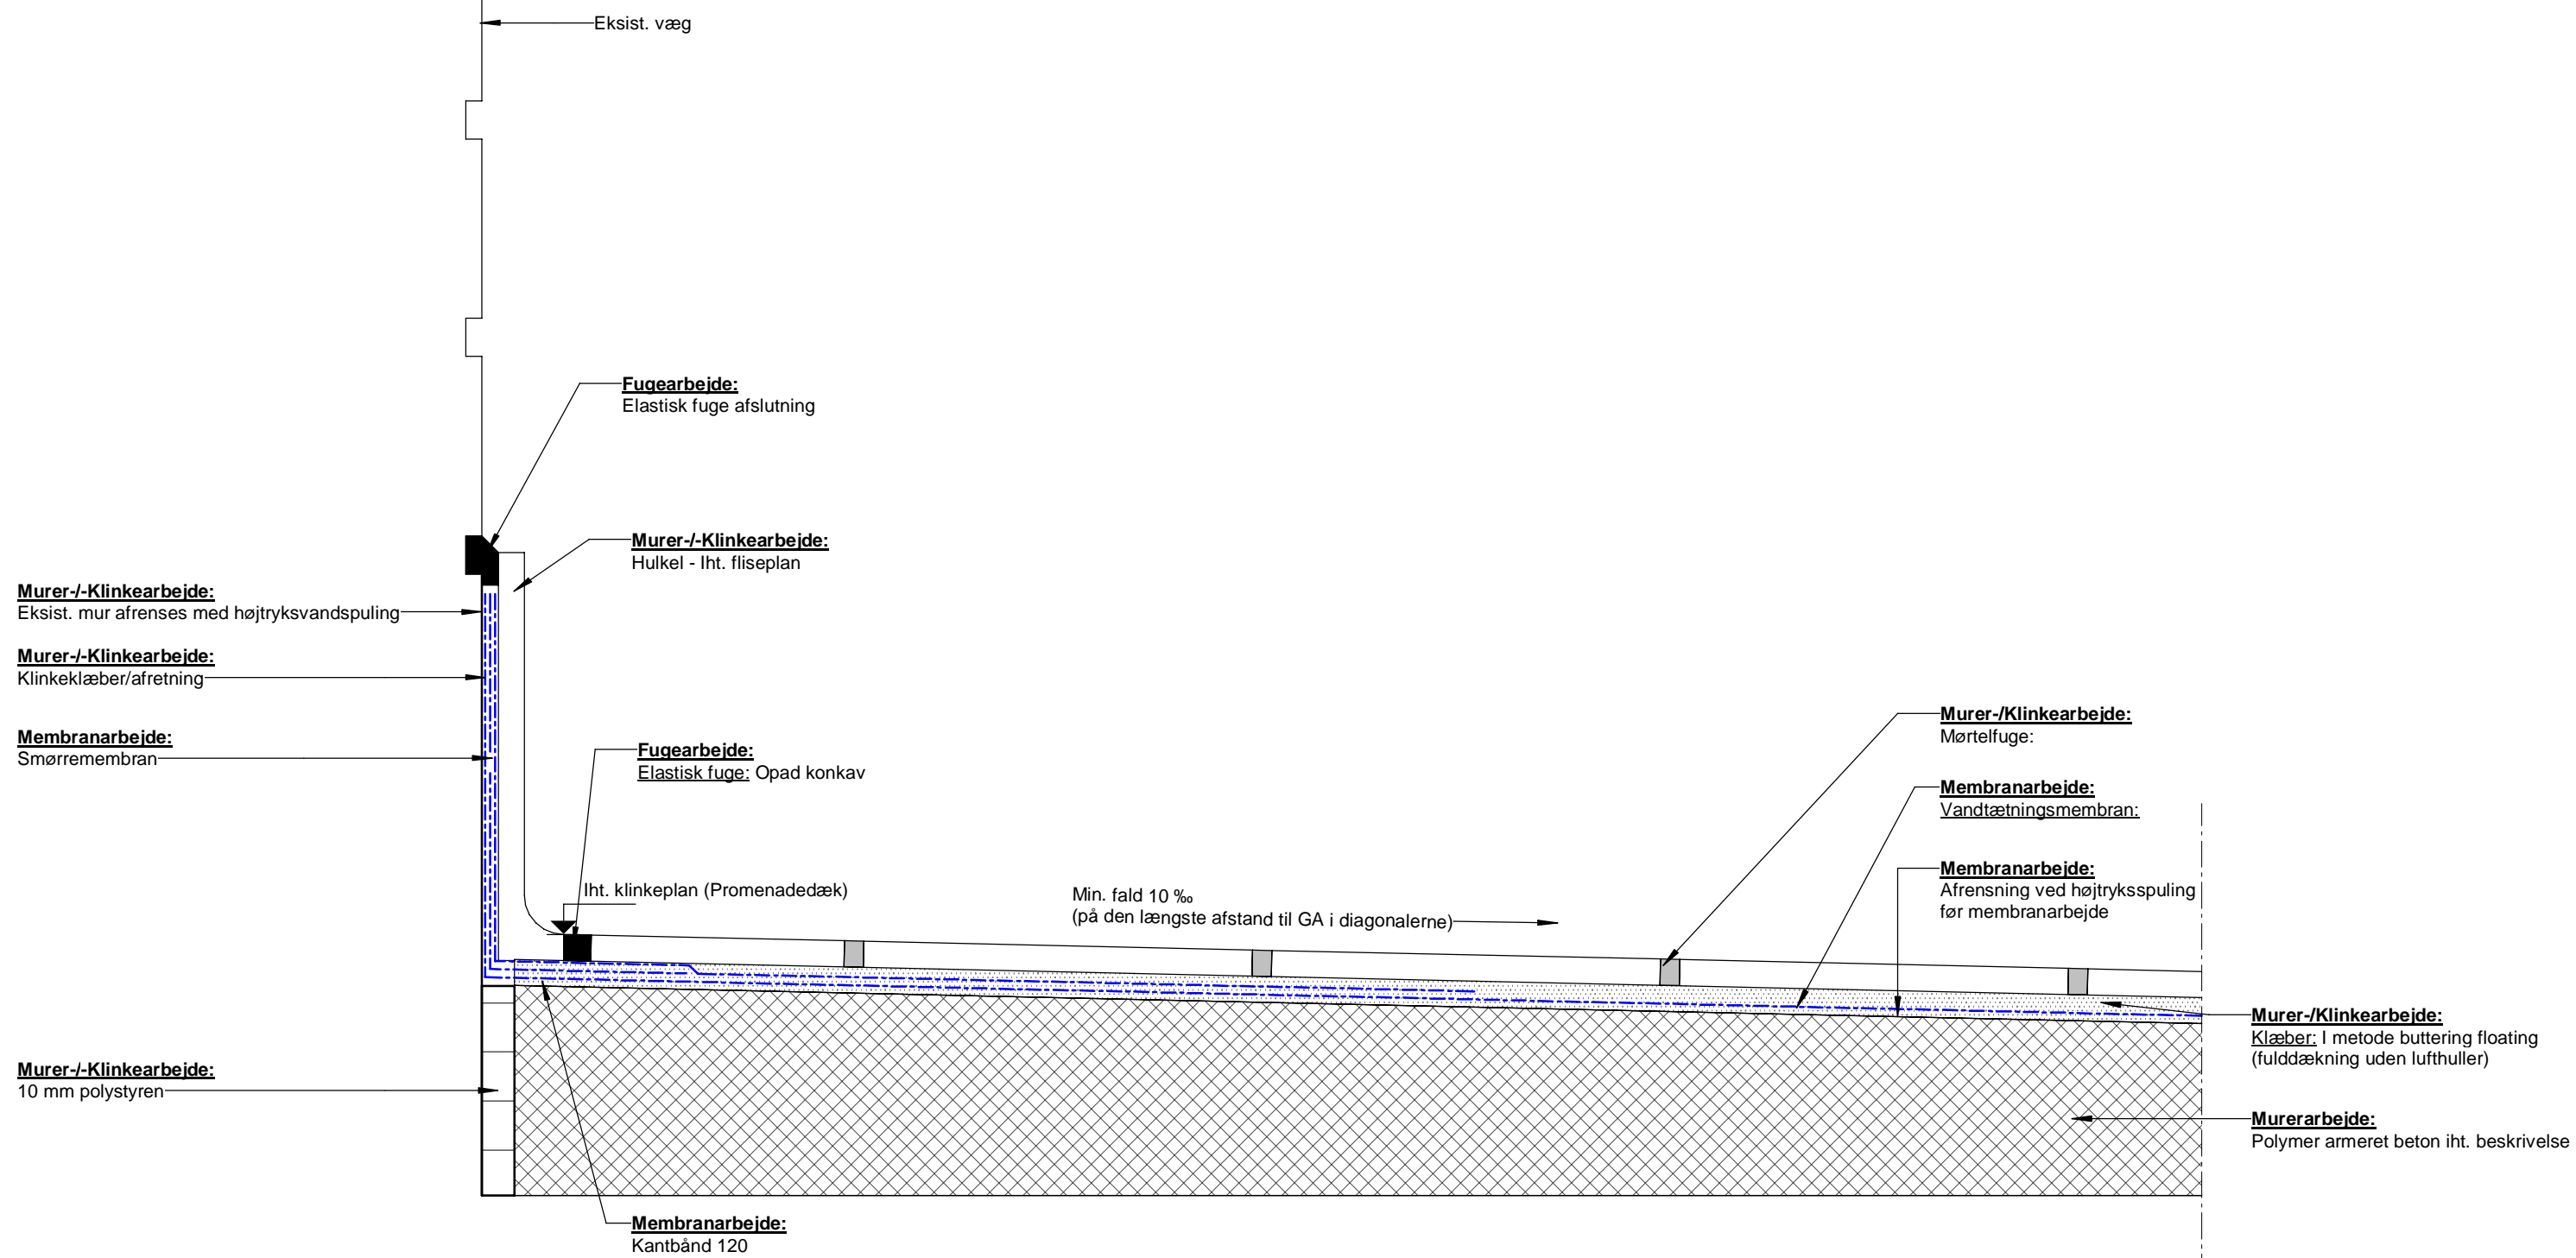 Eksist. væg
Fugearbejde:
Elastisk fuge afslutning
Murer-/-Klinkearbejde:
Hulkel - Iht. fliseplan
Murer-/-Klinkearbejde:
Eksist. mur afrenses med højtryksvandspuling
Murer-/-Klinkearbejde:
Klinkeklæber/afretning
Membranarbejde:
Smørremembran
Fugearbejde:
Elastisk fuge: Opad konkav
Murer-/Klinkearbejde:
Mørtelfuge:
Membranarbejde:
Vandtætningsmembran:
Membranarbejde:
Afrensning ved højtryksspuling
før membranarbejde
Iht. klinkeplan (Promenadedæk)
Min. fald 10 ‰
(på den længste afstand til GA i diagonalerne)
Murer-/Klinkearbejde:
Klæber: I metode buttering floating
(fulddækning uden lufthuller)
Murer-/-Klinkearbejde:
10 mm polystyren
Murerarbejde:
Polymer armeret beton iht. beskrivelse
Membranarbejde:
Kantbånd 120